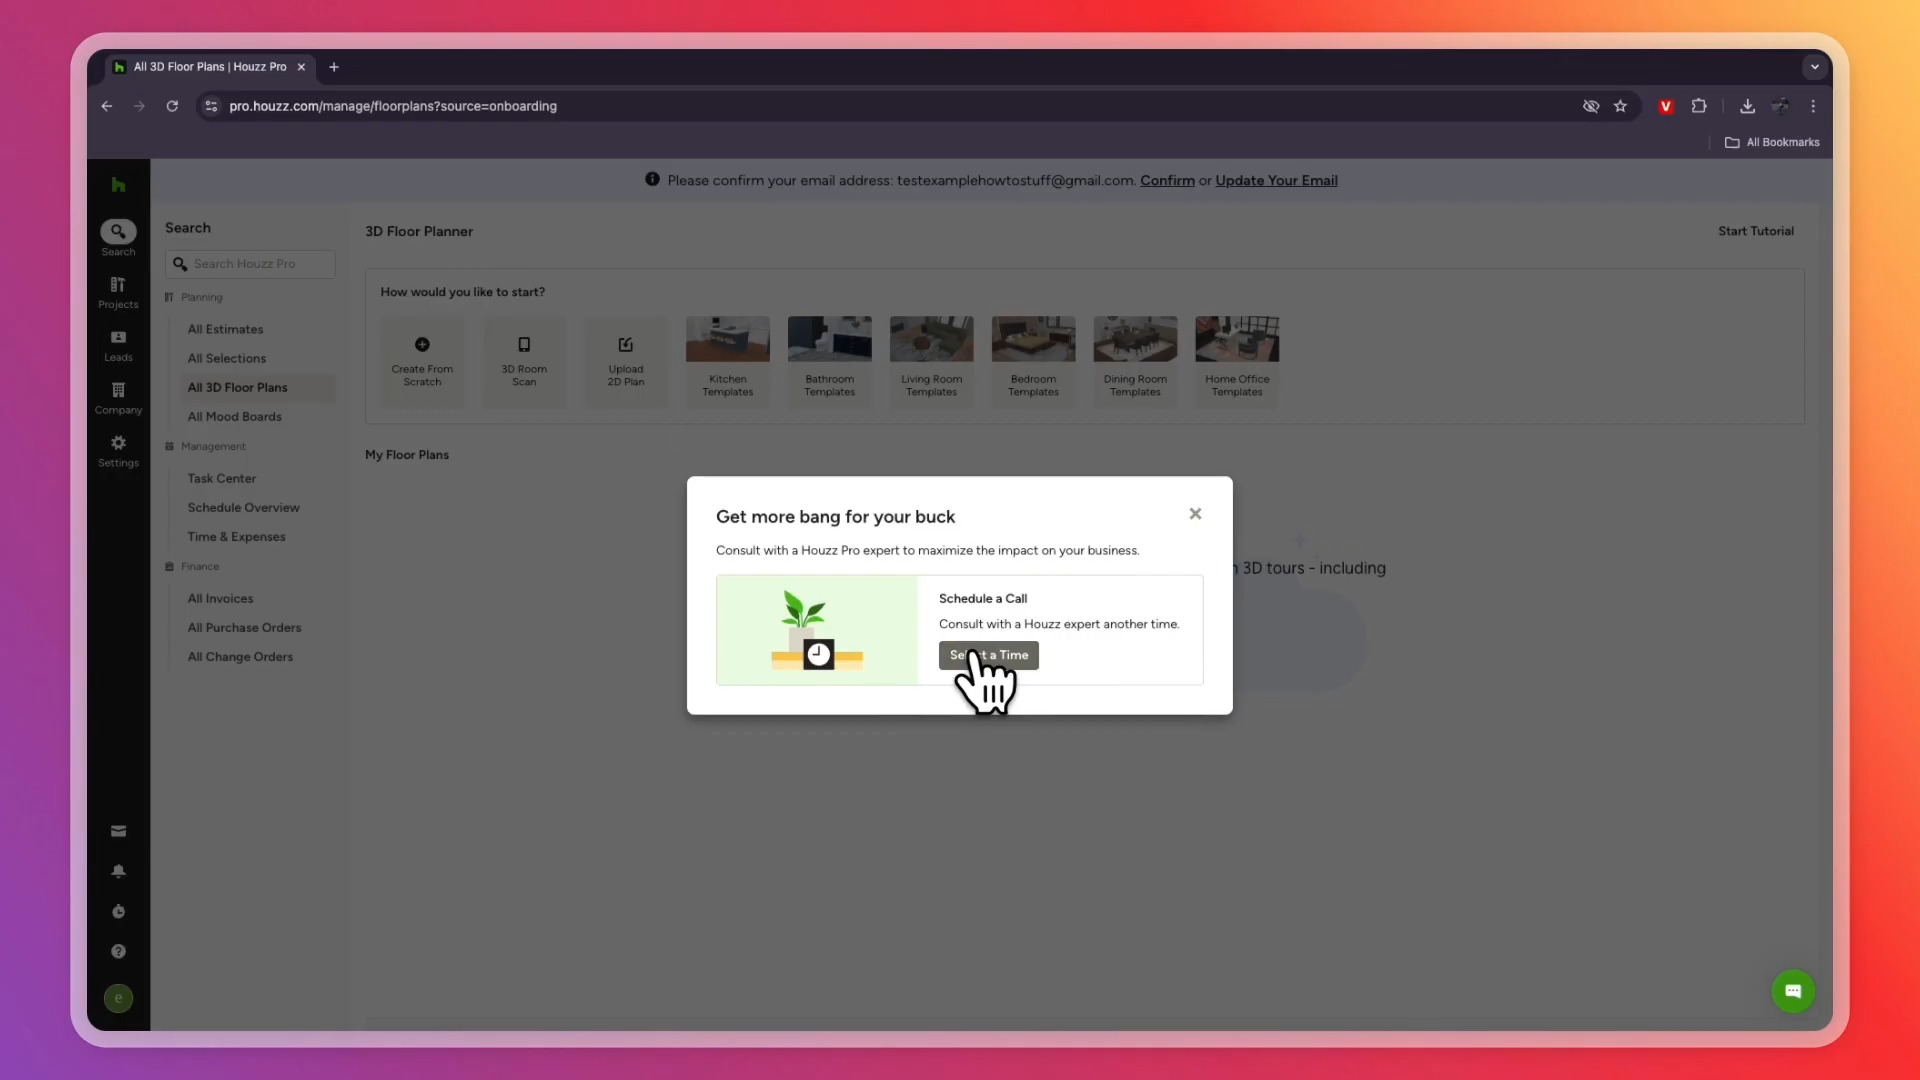 All 3D Floor Plans | Houzz Pro
pro.houzz.com/manage/floorplans?source=onboarding
All Bookmarks
Please confirm your email address: testexamplehowtostuff@gmail.com. Confirm or Update Your Email
Search
Projects
Leads
Company
Settings
e
Search
Search Houzz Pro
Planning
All Estimates
All Selections
All 3D Floor Plans
All Mood Boards
Management
Task Center
Schedule Overview
Time & Expenses
Finance
All Invoices
All Purchase Orders
All Change Orders
3D Floor Planner
Start Tutorial
How would you like to start?
Create From
Scratch
3D Room
Scan
Upload
2D Plan
Kitchen
Templates
Bathroom
Templates
Living Room
Templates
Bedroom
Templates
Dining Room
Templates
Home Office
Templates
My Floor Plans
3D tours - including
Get more bang for your buck
Consult with a Houzz Pro expert to maximize the impact on your business.
Schedule a Call
Consult with a Houzz expert another time.
Select a Time